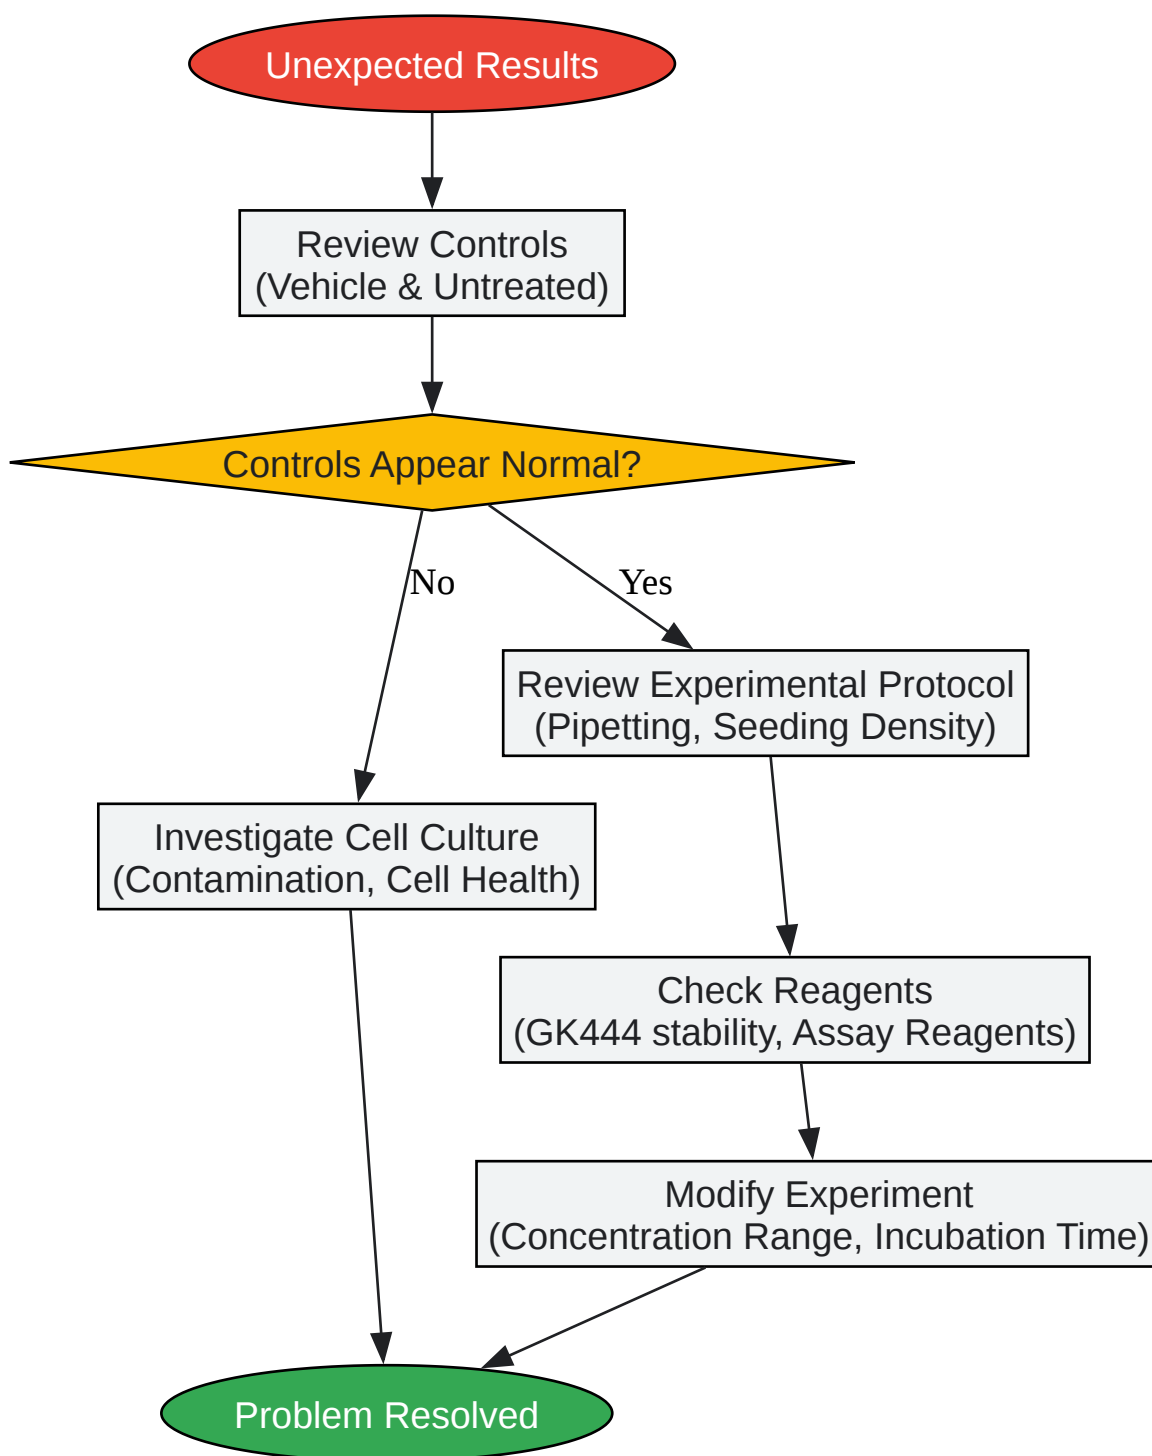 Unexpected Results
Review Controls
(Vehicle & Untreated)
Controls Appear Normal?
No
Yes
Review Experimental Protocol
(Pipetting, Seeding Density)
Investigate Cell Culture
(Contamination, Cell Health)
Check Reagents
(GK444 stability, Assay Reagents)
Modify Experiment
(Concentration Range, Incubation Time)
Problem Resolved